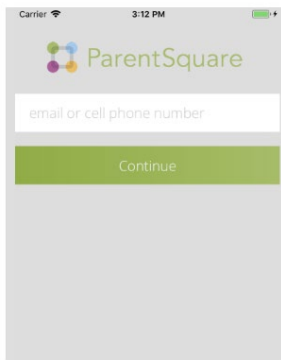 Carrier 3:12 PM
ParentSquare
email or cell phone number
Continue